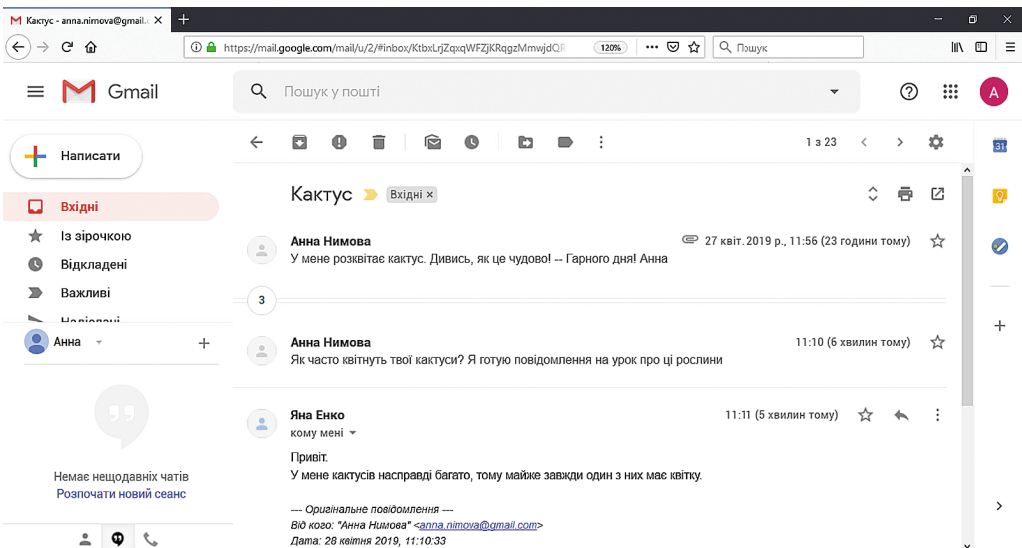 Кактус - anna.nimova@gmail.c
https://mail.google.com/mail/u/2/#inbox/KtbxLrjZqxqWFZjKRqgzMmwjdQR
120%
Пошук
Gmail
Пошук у пошті
A
Написати
1 з 23
31
Кактус
Вхідні ×
Вхідні
Із зірочкою
Відкладені
Важливі
Надіслані
Анна Нимова
27 квіт. 2019 р., 11:56 (23 години тому)
У мене розквітає кактус. Дивись, як це чудово! -- Гарного дня! Анна
3
Анна
Анна Нимова
11:10 (6 хвилин тому)
Як часто квітнуть твої кактуси? Я готую повідомлення на урок про ці рослини
Яна Енко
11:11 (5 хвилин тому)
кому мені
Привіт.
У мене кактусів насправді багато, тому майже завжди один з них має квітку.
Немає нещодавніх чатів
Розпочати новий сеанс
--- Оригінальне повідомлення ---
Від кого: "Анна Нимова" <anna.nimova@gmail.com>
Дата: 28 квітня 2019, 11:10:33